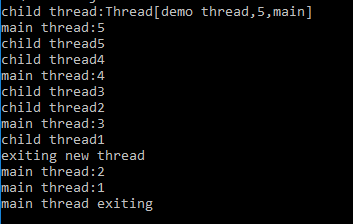 child thread:Thread[demo thread,5,main]
main thread:5
child thread5
child thread4
main thread:4
child thread3
child thread2
main thread:3
child thread1
exiting new thread
main thread:2
main thread:1
main thread exiting